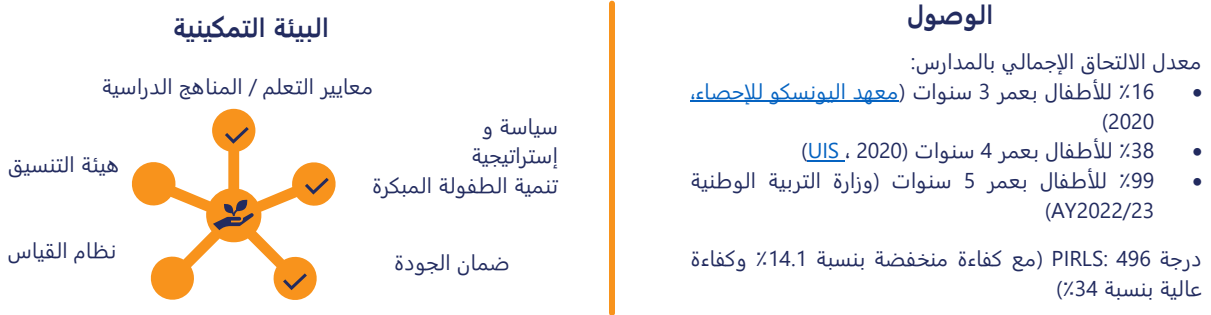 الوصول
معدل الالتحاق الإجمالي بالمدارس:
• 16٪ للأطفال بعمر 3 سنوات (معهد اليونسكو للإحصاء،
2020)
• 38٪ للأطفال بعمر 4 سنوات (UIS ، 2020)
• 99٪ للأطفال بعمر 5 سنوات (وزارة التربية الوطنية
AY2022/23)
درجة PIRLS: 496 (مع كفاءة منخفضة بنسبة 14.1٪ وكفاءة
عالية بنسبة 34٪)
البيئة التمكينية
معايير التعلم / المناهج الدراسية
سياسة و
إستراتيجية
تنمية الطفولة المبكرة
هيئة التنسيق
ضمان الجودة
نظام القياس